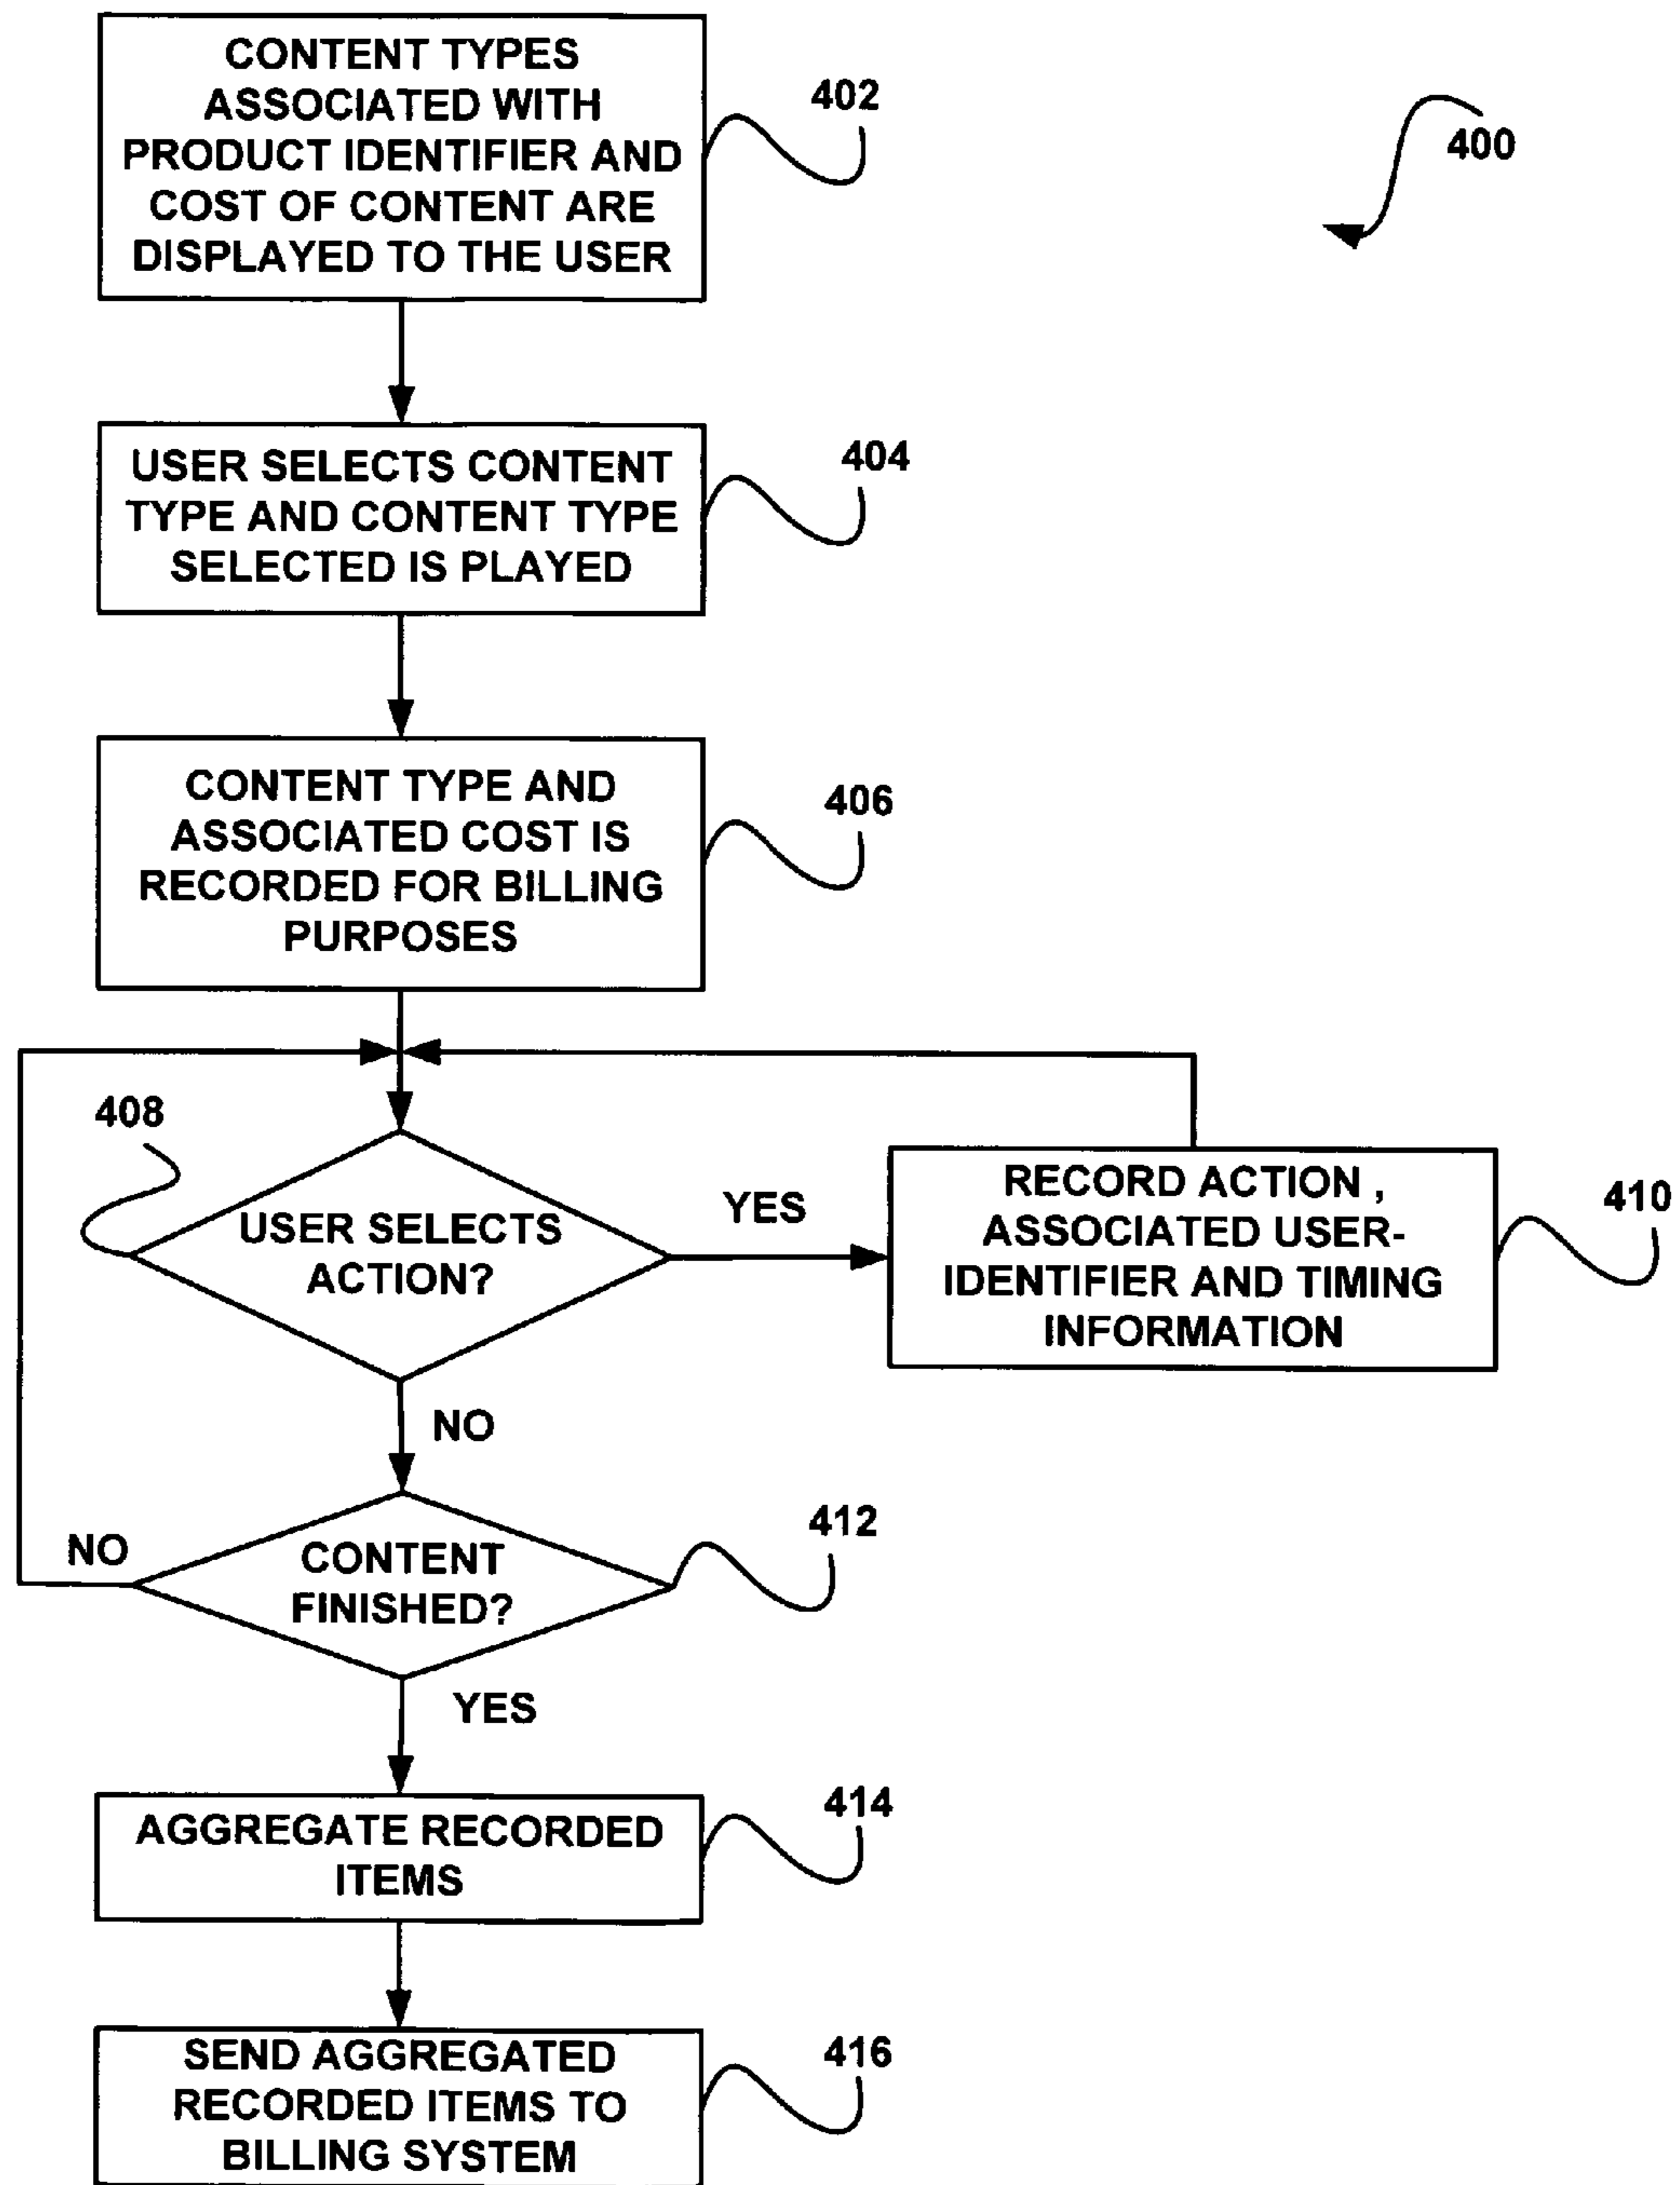 CONTENT TYPES
ASSOCIATED WITH
PRODUCT IDENTIFIER AND
COST OF CONTENT ARE
DISPLAYED TO THE USER
402
400
USER SELECTS CONTENT
TYPE AND CONTENT TYPE
SELECTED IS PLAYED
404
CONTENT TYPE AND
ASSOCIATED COST IS
RECORDED FOR BILLING
PURPOSES
406
408
USER SELECTS
ACTION?
YES
RECORD ACTION ,
ASSOCIATED USER-
IDENTIFIER AND TIMING
INFORMATION
410
NO
CONTENT
FINISHED?
412
NO
YES
AGGREGATE RECORDED
ITEMS
414
SEND AGGREGATED
RECORDED ITEMS TO
BILLING SYSTEM
416